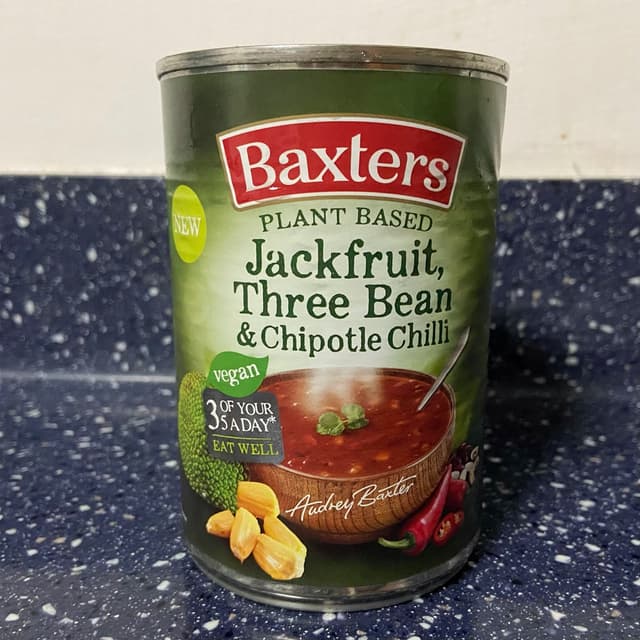 Baxters
NEW
PLANT BASED
Jackfruit,
Three Bean
& Chipotle Chilli
vegan
3 OF YOUR
5 A DAY*
EAT WELL
Audrey Baxter